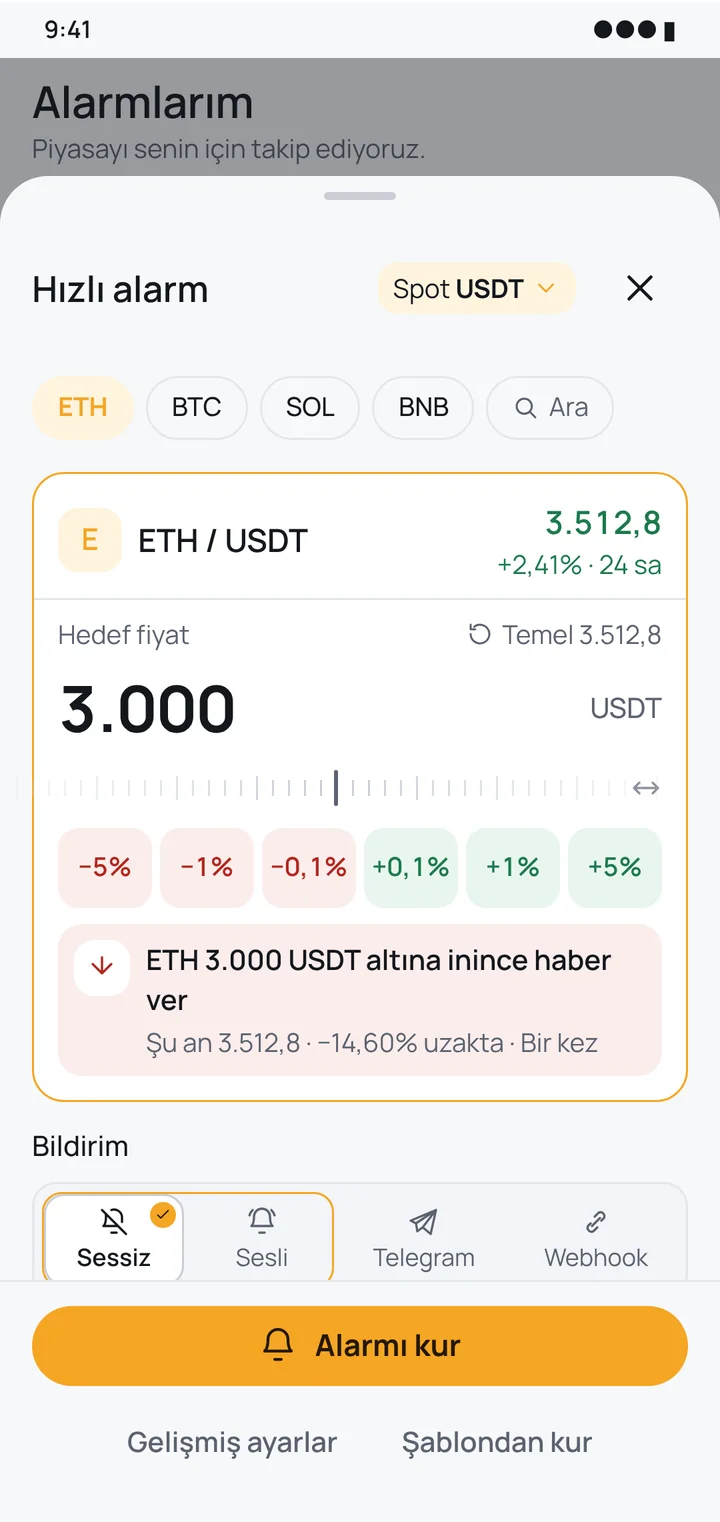 9:41
Alarmlarım
Piyasayı senin için takip ediyoruz.
Hızlı alarm
Spot USDT
ETH
BTC
SOL
BNB
Ara
E
ETH / USDT
3.512,8
+2,41% · 24 sa
Hedef fiyat
Temel 3.512,8
3.000
USDT
−5%
−1%
−0,1%
+0,1%
+1%
+5%
ETH 3.000 USDT altına inince haber
ver
Şu an 3.512,8 · −14,60% uzakta · Bir kez
Bildirim
Sessiz
Sesli
Telegram
Webhook
Alarmı kur
Gelişmiş ayarlar
Şablondan kur